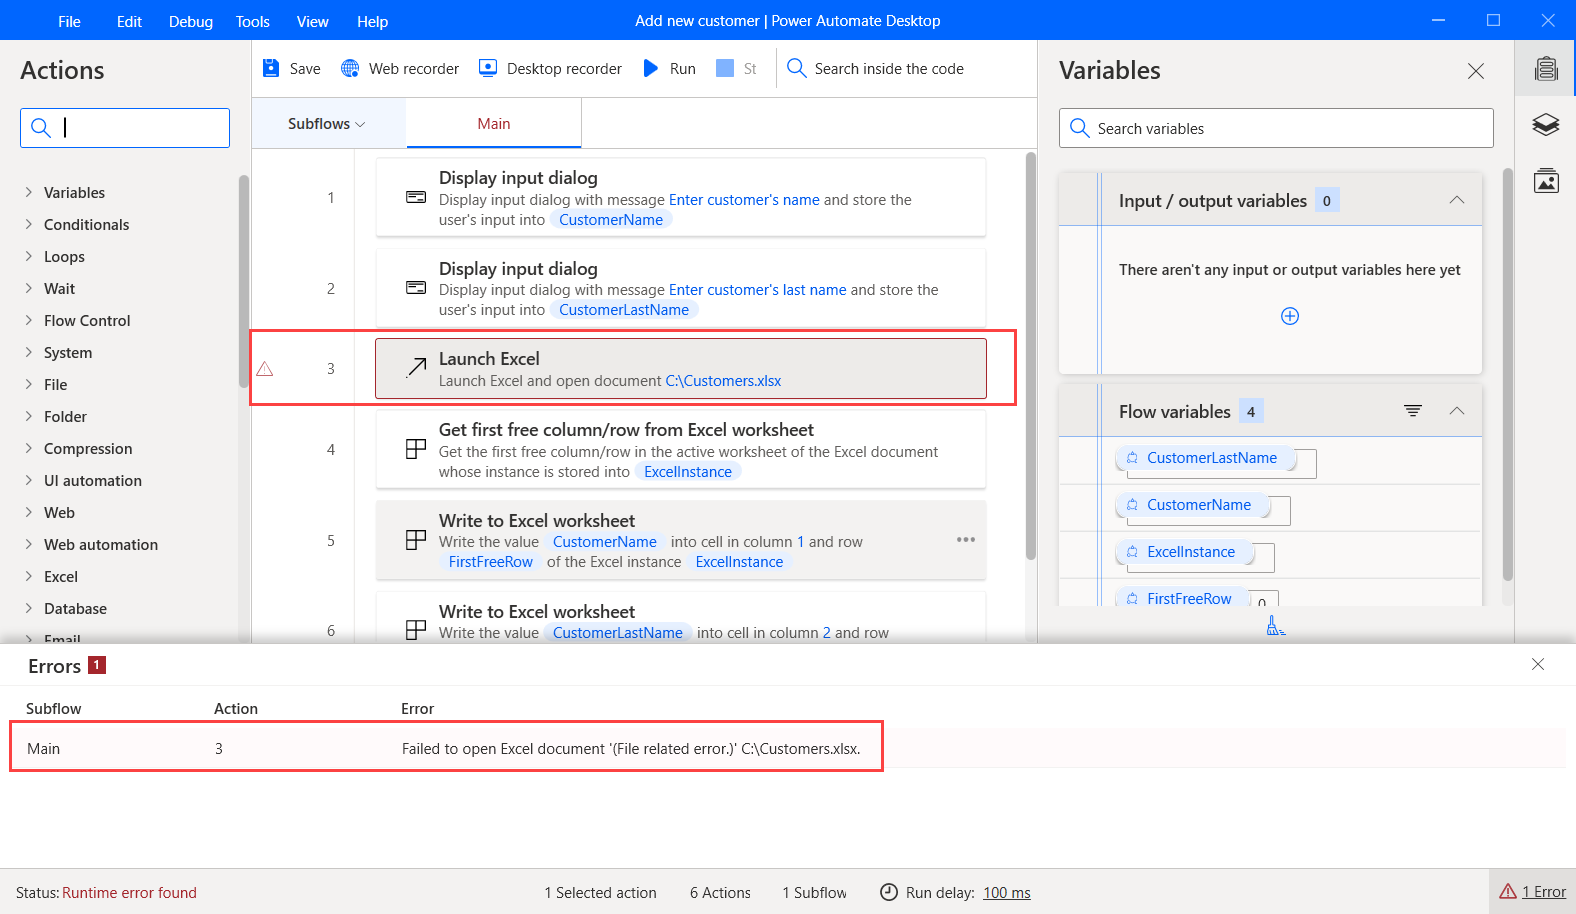 File Edit Debug Tools View Help Add new customer | Power Automate Desktop
Actions
Variables
Conditionals
Loops
Wait
Flow Control
System
File
Folder
Compression
UI automation
Web
Web automation
Excel
Database
Email
Save Web recorder Desktop recorder Run St Search inside the code
Subflows Main
1
Display input dialog
Display input dialog with message Enter customer's name and store the
user's input into CustomerName
2
Display input dialog
Display input dialog with message Enter customer's last name and store the
user's input into CustomerLastName
3
Launch Excel
Launch Excel and open document C:\Customers.xlsx
4
Get first free column/row from Excel worksheet
Get the first free column/row in the active worksheet of the Excel document
whose instance is stored into ExcelInstance
5
Write to Excel worksheet
Write the value CustomerName into cell in column 1 and row
FirstFreeRow of the Excel instance ExcelInstance
6
Write to Excel worksheet
Write the value CustomerLastName into cell in column 2 and row
Variables
Search variables
Input / output variables 0
There aren't any input or output variables here yet
Flow variables 4
CustomerLastName
CustomerName
ExcelInstance
FirstFreeRow 0
Errors 1
Subflow Action Error
Main 3 Failed to open Excel document '(File related error.)' C:\Customers.xlsx.
Status: Runtime error found 1 Selected action 6 Actions 1 Subflow Run delay: 100 ms 1 Error